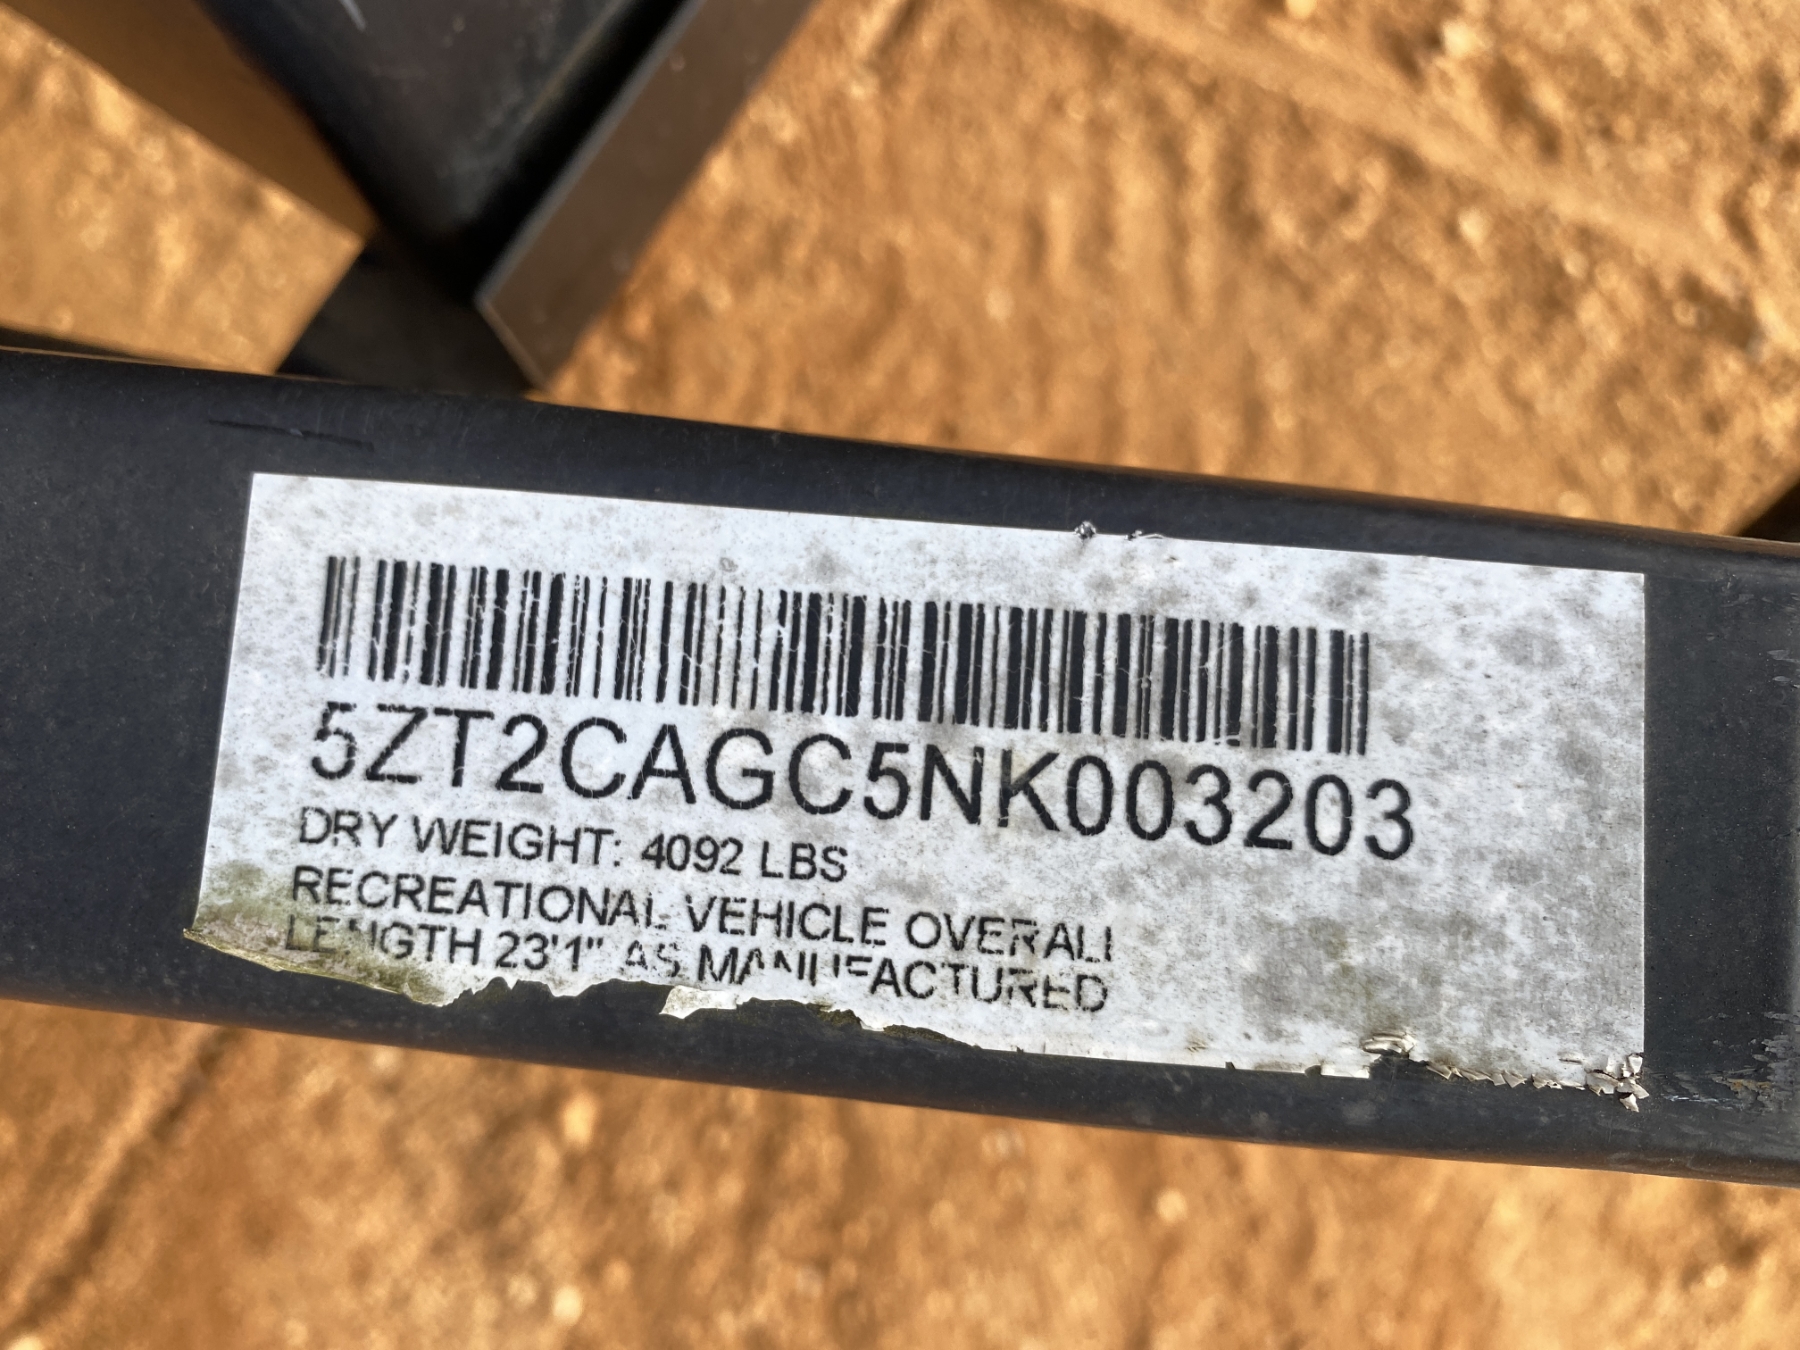 5ZT2CAGC5NK003203
DRY WEIGHT: 4092 LBS
RECREATIONAL VEHICLE OVERALL
LENGTH 23'1" AS MANUFACTURED